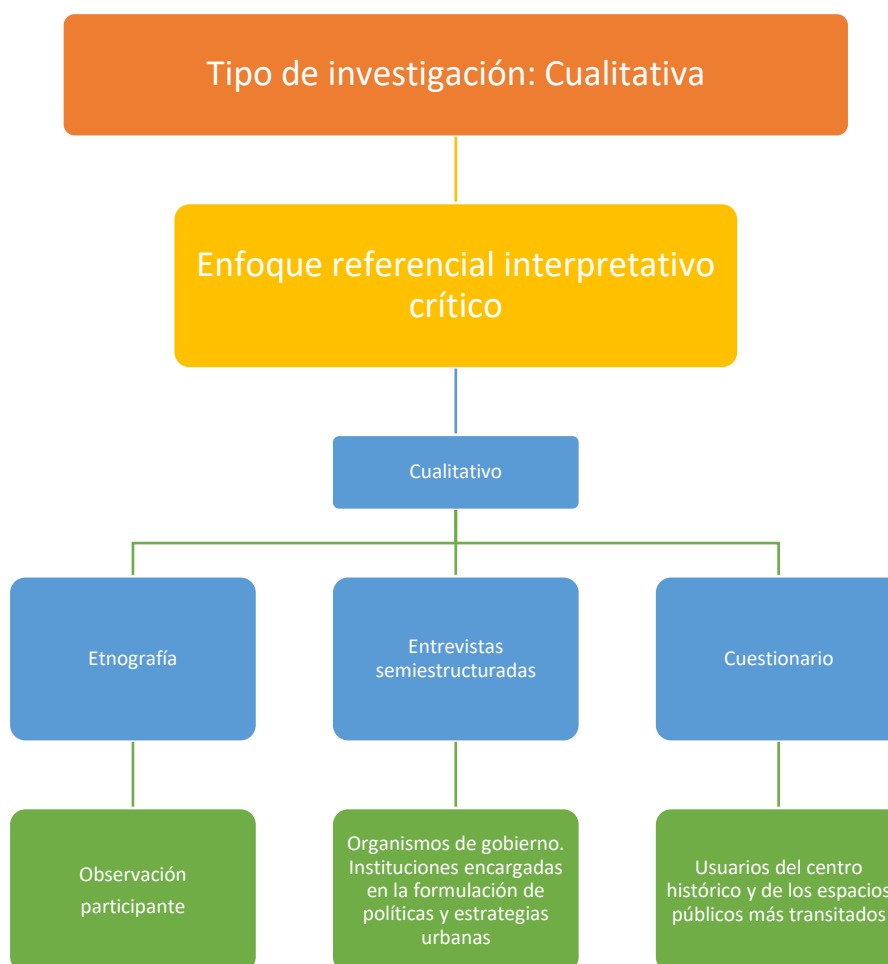 Tipo de investigación: Cualitativa
Enfoque referencial interpretativo
crítico
Cualitativo
Etnografía
Entrevistas
semiestructuradas
Cuestionario
Observación
participante
Organismos de gobierno.
Instituciones encargadas
en la formulación de
políticas y estrategias
urbanas
Usuarios del centro
histórico y de los espacios
públicos más transitados